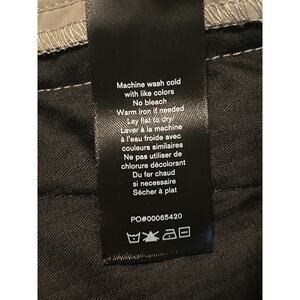 Machine wash cold
with like colors
No bleach
Warm iron if needed
Lay flat to dry/
Laver à la machine
à l'eau froide avec
couleurs similaires
Ne pas utiliser de
chlorure décolorant
Du fer chaud
si necessaire
Sécher à plat
PO#00065420